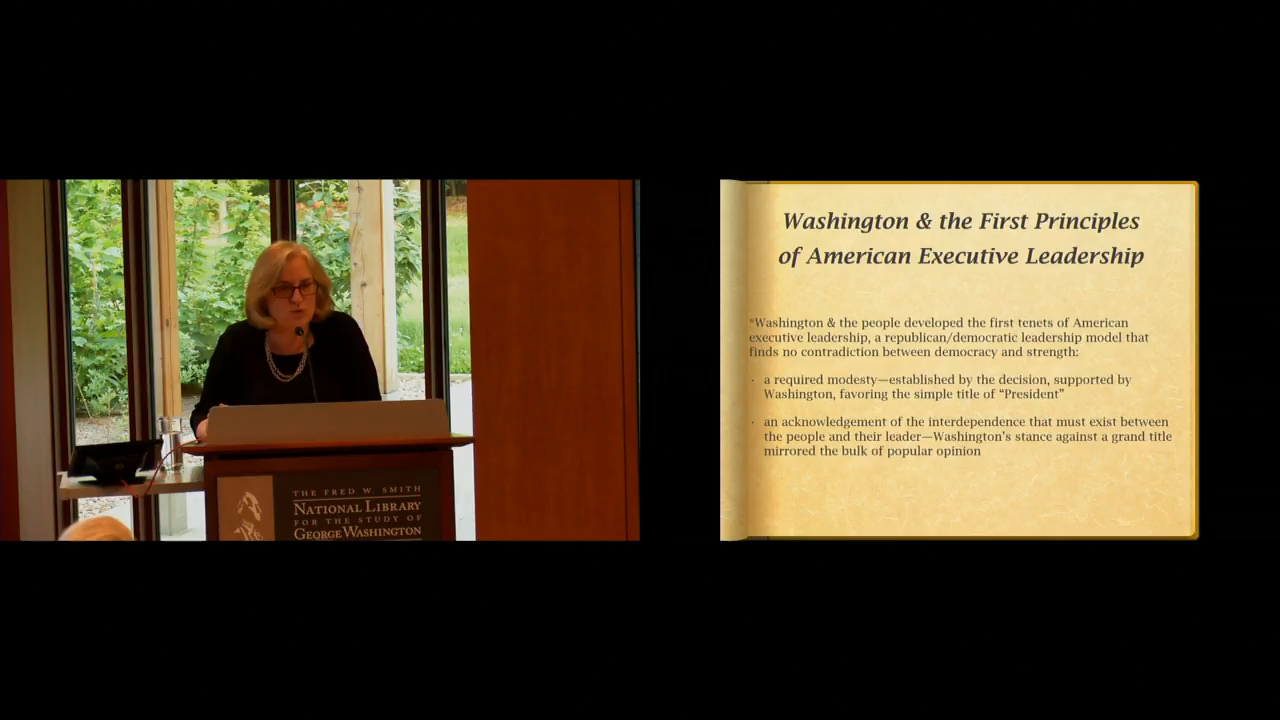 THE FRED W. SMITH
NATIONAL LIBRARY
FOR THE STUDY OF
GEORGE WASHINGTON
Washington & the First Principles
of American Executive Leadership
*Washington & the people developed the first tenets of American
executive leadership, a republican/democratic leadership model that
finds no contradiction between democracy and strength:
· a required modesty—established by the decision, supported by
Washington, favoring the simple title of “President”
· an acknowledgement of the interdependence that must exist between
the people and their leader—Washington’s stance against a grand title
mirrored the bulk of popular opinion